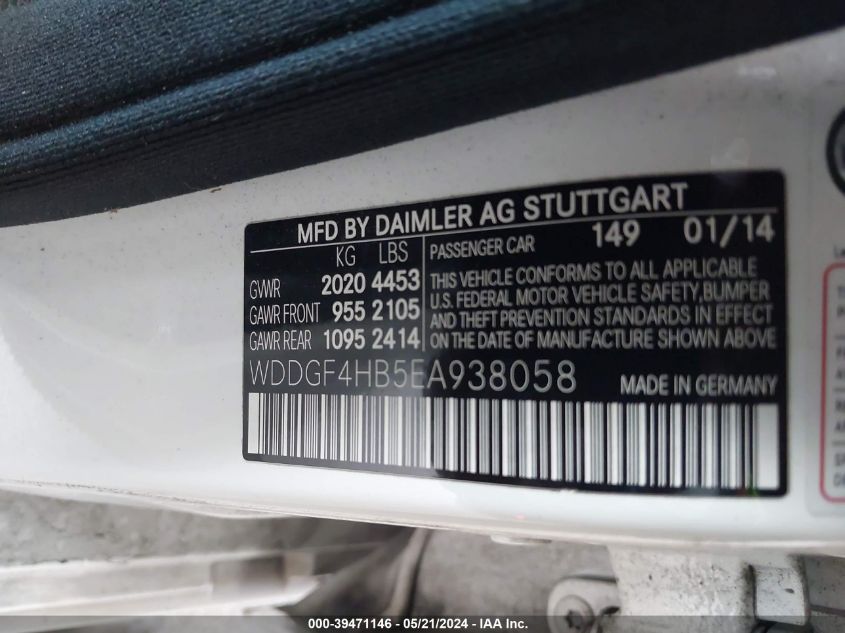 MFD BY DAIMLER AG STUTTGART
KG LBS
GVWR 2020 4453
GAWR FRONT 955 2105
GAWR REAR 1095 2414
PASSENGER CAR 149 01/14
THIS VEHICLE CONFORMS TO ALL APPLICABLE
U.S. FEDERAL MOTOR VEHICLE SAFETY, BUMPER
AND THEFT PREVENTION STANDARDS IN EFFECT
ON THE DATE OF MANUFACTURE SHOWN ABOVE
WDDGF4HB5EA938058 MADE IN GERMANY
000-39471146 - 05/21/2024 - IAA Inc.